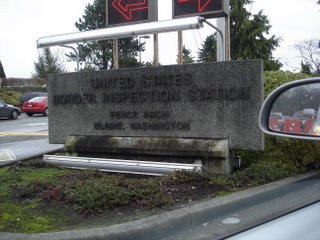 UNITED STATES
BORDER INSPECTION STATION
PEACE ARCH
BLAINE, WASHINGTON